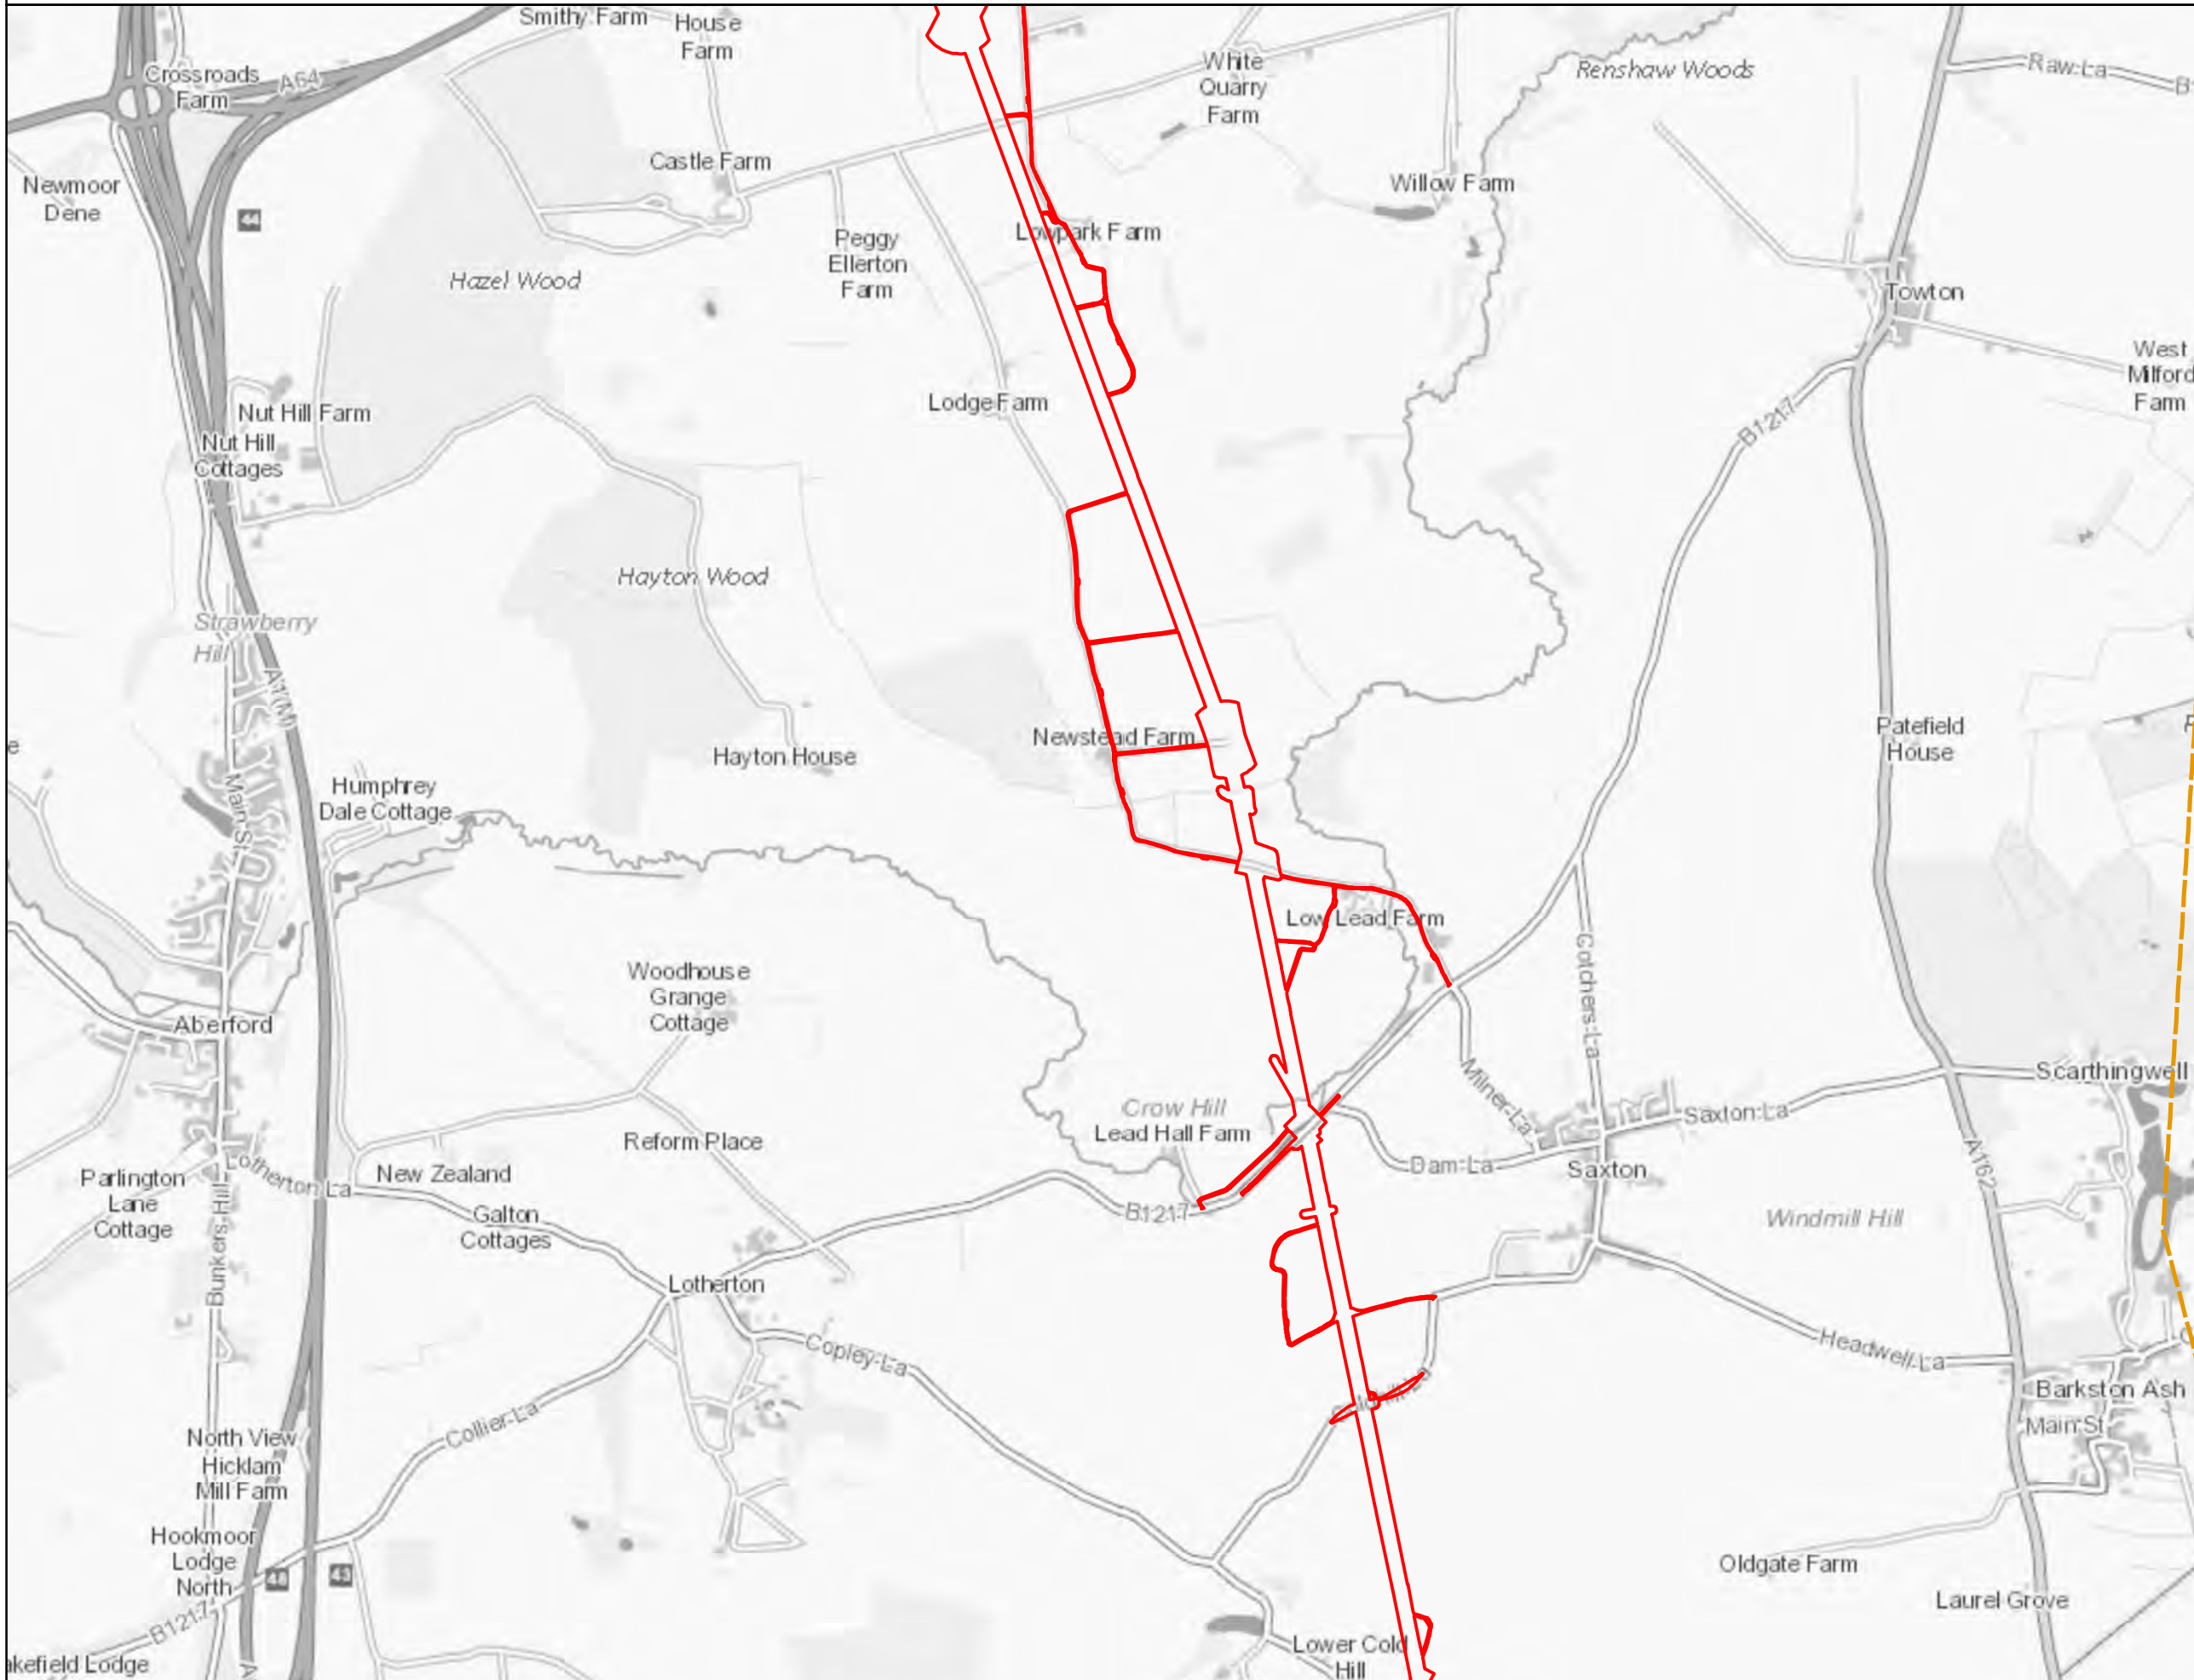 Smithy Farm
House
Farm
Crossroads
Farm
A64
White
Quarry
Farm
Renshaw Woods
Raw La
Castle Farm
Newmoor
Dene
44
Willow Farm
Lowpark Farm
Peggy
Ellerton
Farm
Hazel Wood
Towton
West
Milford
Farm
Lodge Farm
Nut Hill Farm
Nut Hill
Cottages
B1217
Hayton Wood
Strawberry
Hill
A1(M)
Newstead Farm
Patefield
House
Hayton House
Humphrey
Dale Cottage
Main St
Low Lead Farm
Cotchers La
Woodhouse
Grange
Cottage
Aberford
Scarthingwell
Milner La
Crow Hill
Lead Hall Farm
Saxton La
Reform Place
Dam La
Saxton
A162
Lotherton La
New Zealand
Parlington
Lane
Cottage
Bunkers Hill
B1217
Galton
Cottages
Windmill Hill
Lotherton
Copley La
Headwell La
Barkston Ash
Main St
Collier La
North View
Hicklam
Mill Farm
Hookmoor
Lodge
North
43
Oldgate Farm
Laurel Grove
B1217
Lower Cold
Hill
akefield Lodge